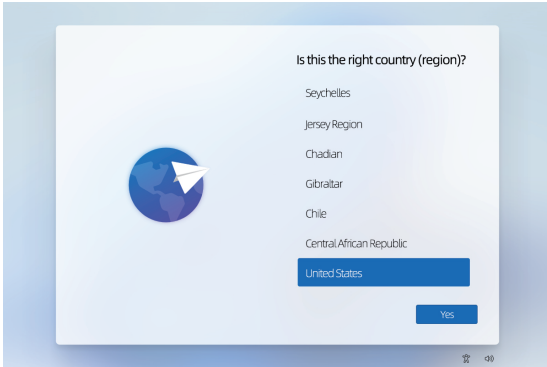 Is this the right country (region)?
Seychelles
Jersey Region
Chadian
Gibraltar
Chile
Central African Republic
United States
Yes